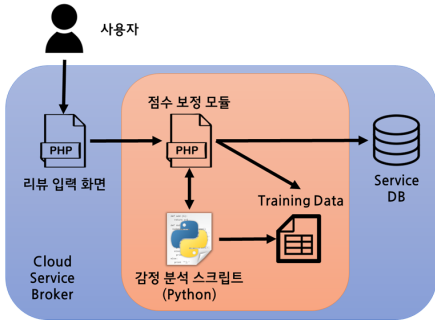 사용자
점수 보정 모듈
PHP
PHP
리뷰 입력 화면
Service
DB
Training Data
감정 분석 스크립트
(Python)
Cloud
Service
Broker